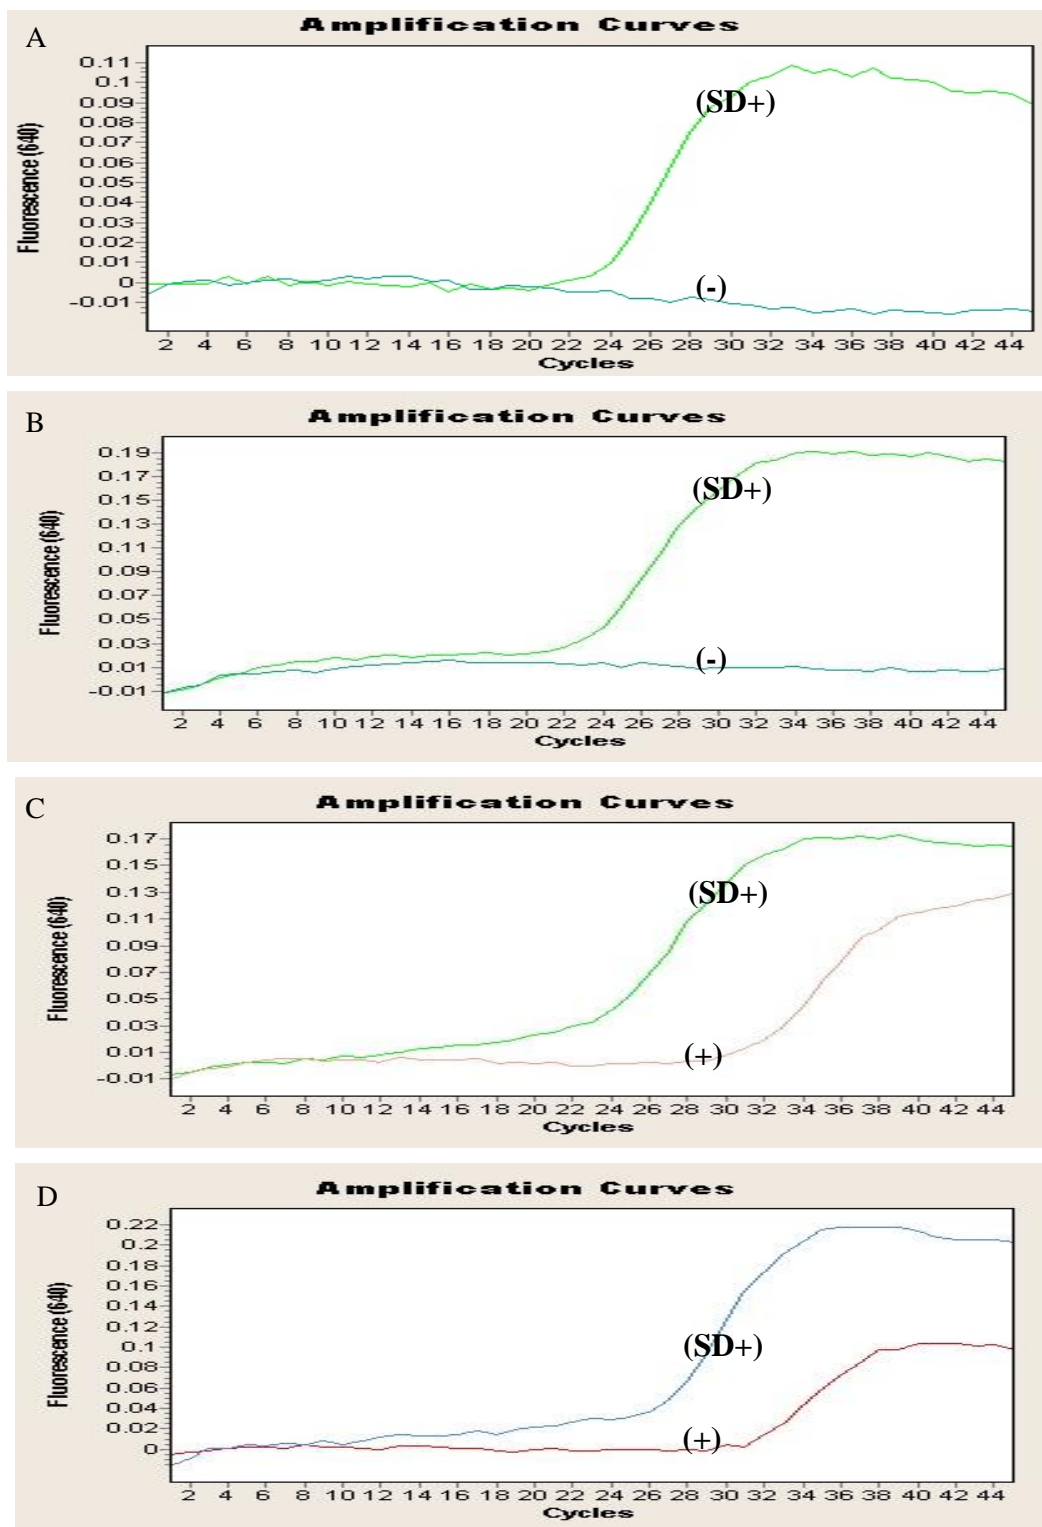 A
Amplification Curves
Fluorescence (640)
0.11
0.1
0.09
0.08
0.07
0.06
0.05
0.04
0.03
0.02
0.01
0
-0.01
(SD+)
(-)
2 4 6 8 10 12 14 16 18 20 22 24 26 28 30 32 34 36 38 40 42 44
Cycles
B
Amplification Curves
Fluorescence (640)
0.19
0.17
0.15
0.13
0.11
0.09
0.07
0.05
0.03
0.01
-0.01
(SD+)
(-)
2 4 6 8 10 12 14 16 18 20 22 24 26 28 30 32 34 36 38 40 42 44
Cycles
C
Amplification Curves
Fluorescence (640)
0.17
0.15
0.13
0.11
0.09
0.07
0.05
0.03
0.01
-0.01
(SD+)
(+)
2 4 6 8 10 12 14 16 18 20 22 24 26 28 30 32 34 36 38 40 42 44
Cycles
D
Amplification Curves
Fluorescence (640)
0.22
0.2
0.18
0.16
0.14
0.12
0.1
0.08
0.06
0.04
0.02
0
(SD+)
(+)
2 4 6 8 10 12 14 16 18 20 22 24 26 28 30 32 34 36 38 40 42 44
Cycles